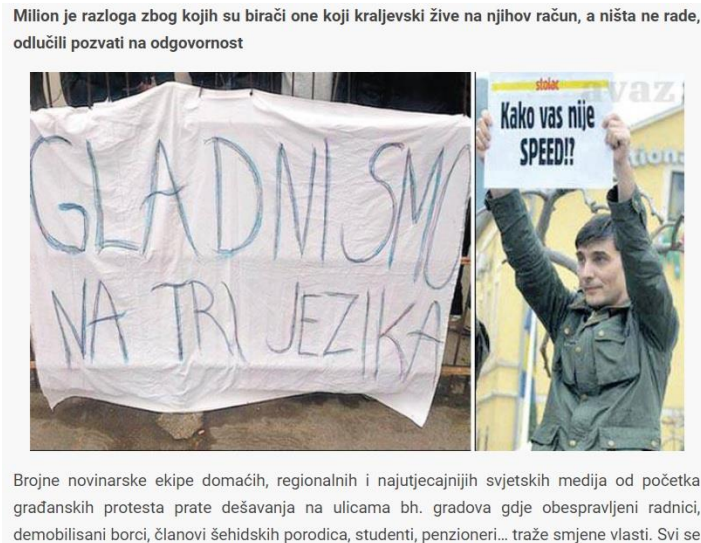 Milion je razloga zbog kojih su birači one koji kraljevski žive na njihov račun, a ništa ne rade,
odlučili pozvati na odgovornost
GLADNI SMO
NA TRI JEZIKA
stolac
avaz
Kako vas nije
SPEED!?
Brojne novinarske ekipe domaćih, regionalnih i najutjecajnijih svjetskih medija od početka
građanskih protesta prate dešavanja na ulicama bh. gradova gdje obespravljeni radnici,
demobilisani borci, članovi šehidskih porodica, studenti, penzioneri... traže smjene vlasti. Svi se